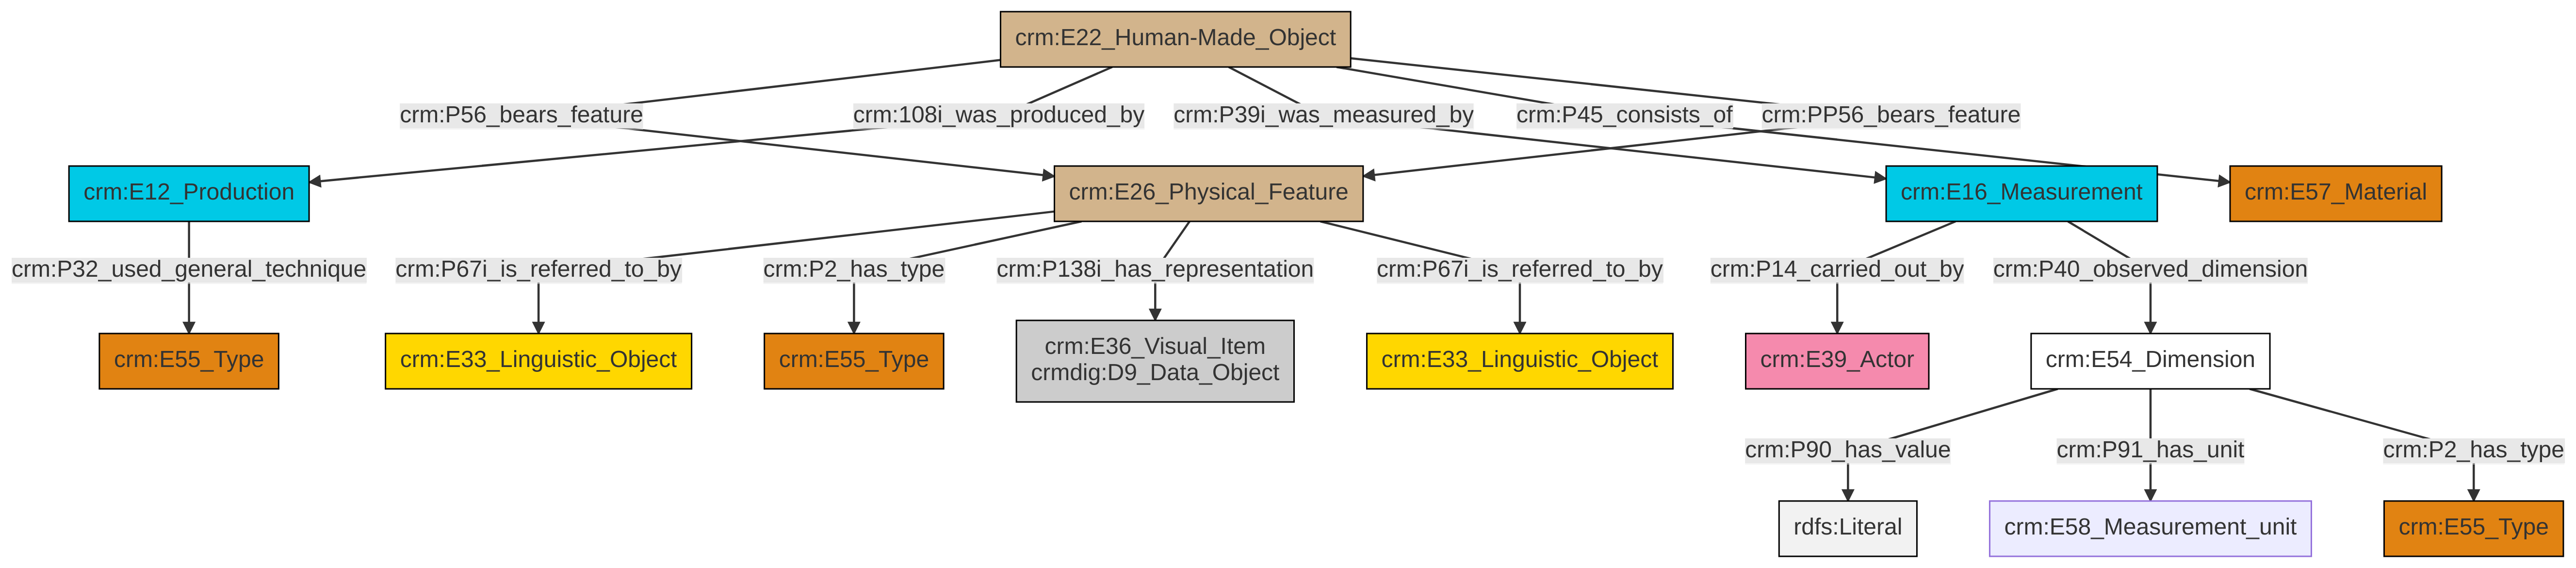 crm:E22_Human-Made_Object
crm:P56_bears_feature
crm:108i_was_produced_by
crm:P39i_was_measured_by
crm:P45_consists_of
crm:PP56_bears_feature
crm:E12_Production
crm:E26_Physical_Feature
crm:E16_Measurement
crm:E57_Material
crm:P32_used_general_technique
crm:P67i_is_referred_to_by
crm:P2_has_type
crm:P138i_has_representation
crm:P67i_is_referred_to_by
crm:P14_carried_out_by
crm:P40_observed_dimension
crm:E55_Type
crm:E33_Linguistic_Object
crm:E55_Type
crm:E36_Visual_Item
crmdig:D9_Data_Object
crm:E33_Linguistic_Object
crm:E39_Actor
crm:E54_Dimension
crm:P90_has_value
crm:P91_has_unit
crm:P2_has_type
rdfs:Literal
crm:E58_Measurement_unit
crm:E55_Type